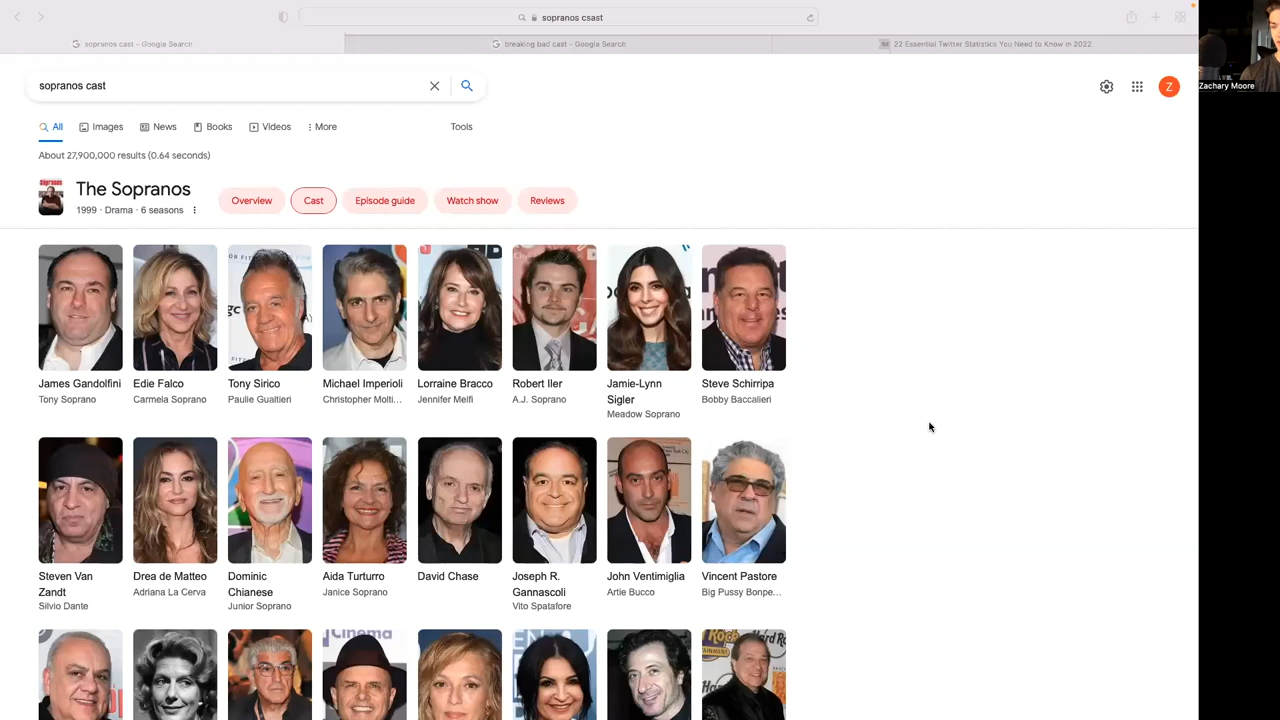 sopranos csast
sopranos cast - Google Search
breaking bad cast - Google Search
22 Essential Twitter Statistics You Need to Know in 2022
Zachary Moore
sopranos cast
Z
All
Images
News
Books
Videos
More
Tools
About 27,900,000 results (0.64 seconds)
The Sopranos
1999 · Drama · 6 seasons
Overview
Cast
Episode guide
Watch show
Reviews
James Gandolfini
Tony Soprano
Edie Falco
Carmela Soprano
Tony Sirico
Paulie Gualtieri
Michael Imperioli
Christopher Molti...
Lorraine Bracco
Jennifer Melfi
Robert Iler
A.J. Soprano
Jamie-Lynn
Sigler
Meadow Soprano
Steve Schirripa
Bobby Baccalieri
Steven Van
Zandt
Silvio Dante
Drea de Matteo
Adriana La Cerva
Dominic
Chianese
Junior Soprano
Aida Turturro
Janice Soprano
David Chase
Joseph R.
Gannascoli
Vito Spatafore
John Ventimiglia
Artie Bucco
Vincent Pastore
Big Pussy Bonpe...